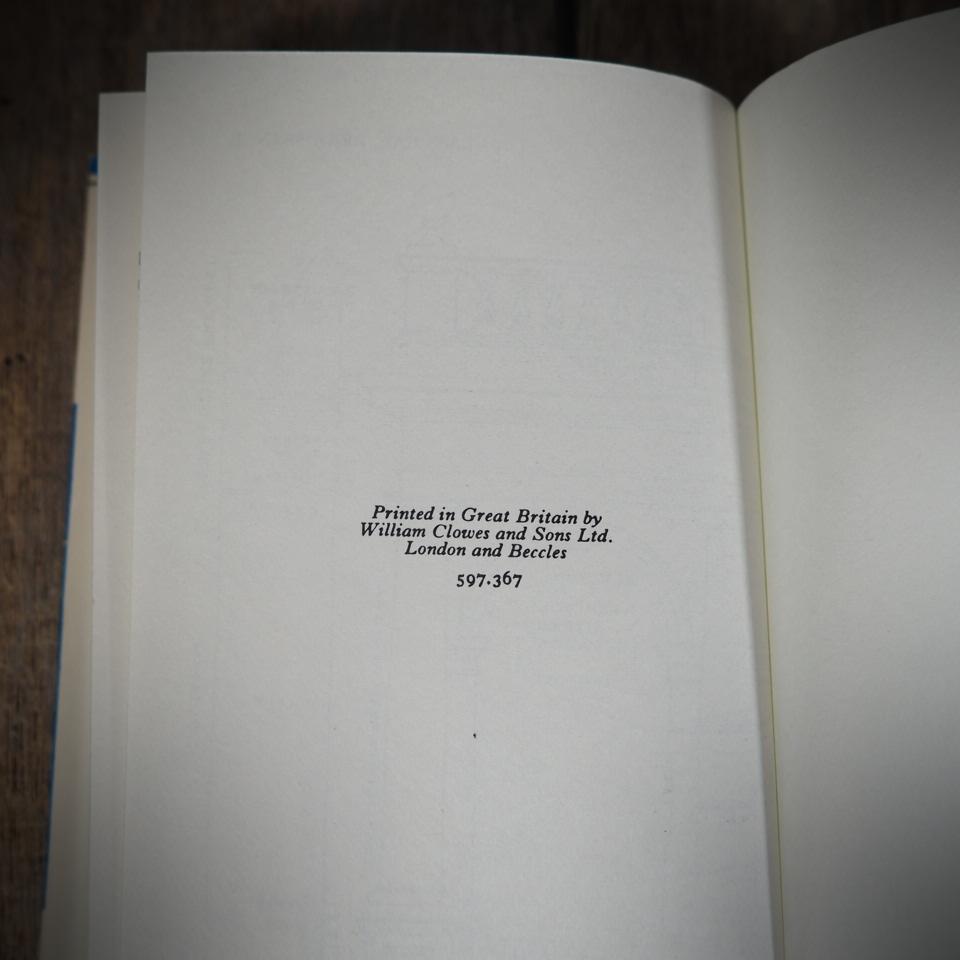 Printed in Great Britain by
William Clowes and Sons Ltd.
London and Beccles
597.367